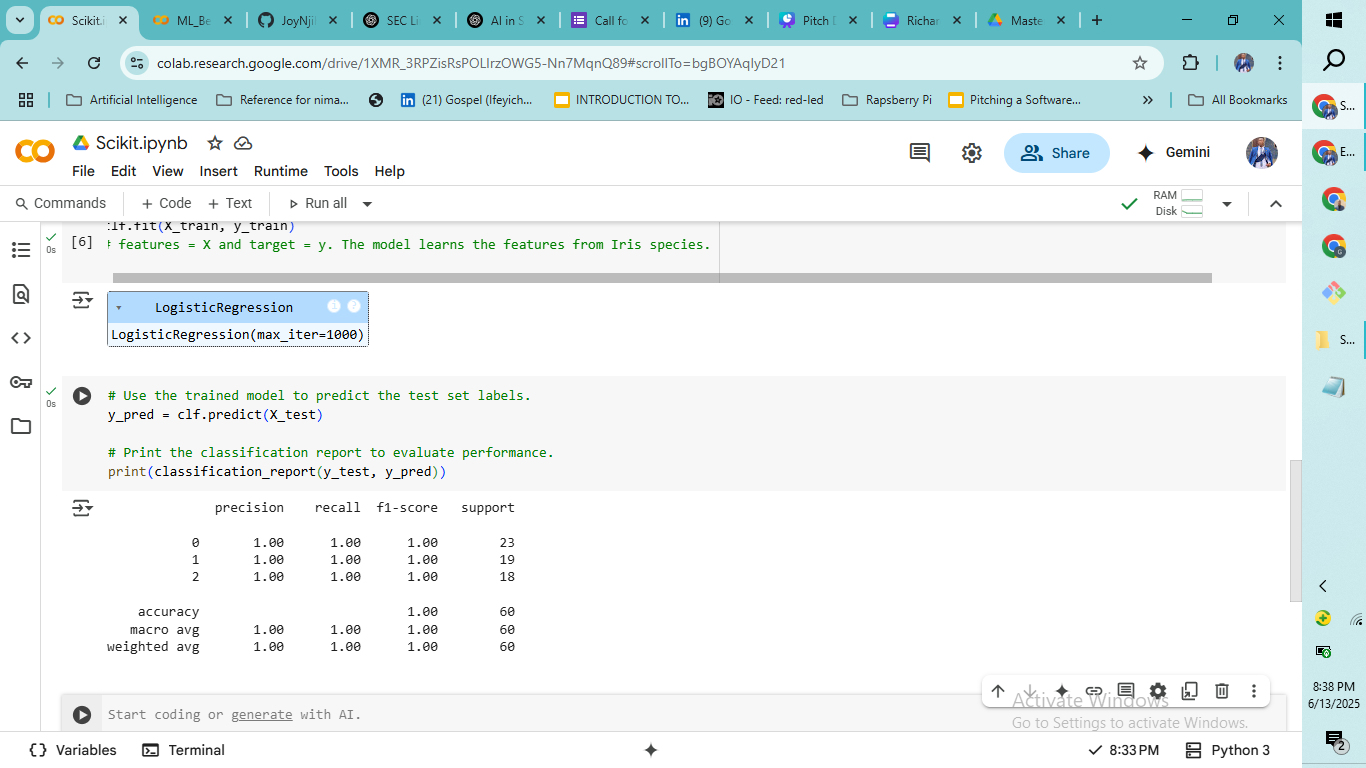 Scikit.i
ML_Be
JoyNjil
SEC Li
AI in S
Call fo
(9) Go
Pitch D
Richar
Maste
colab.research.google.com/drive/1XMR_3RPZisRsPOLIrzOWG5-Nn7MqnQ89#scrollTo=bgBOYAqIyD21
Artificial Intelligence
Reference for nima...
(21) Gospel (Ifeyich...
INTRODUCTION TO...
IO - Feed: red-led
Rapsberry Pi
Pitching a Software...
All Bookmarks
Scikit.ipynb
File Edit View Insert Runtime Tools Help
Share
Gemini
Commands + Code + Text Run all
RAM
Disk
clf.fit(X_train, y_train)
[6] # features = X and target = y. The model learns the features from Iris species.
0s
LogisticRegression
LogisticRegression(max_iter=1000)
0s
# Use the trained model to predict the test set labels.
y_pred = clf.predict(X_test)
# Print the classification report to evaluate performance.
print(classification_report(y_test, y_pred))
precision recall f1-score support
0 1.00 1.00 1.00 23
1 1.00 1.00 1.00 19
2 1.00 1.00 1.00 18
accuracy 1.00 60
macro avg 1.00 1.00 1.00 60
weighted avg 1.00 1.00 1.00 60
Start coding or generate with AI.
Activate Windows
Go to Settings to activate Windows.
Variables Terminal
8:33 PM Python 3
S...
E...
S...
8:38 PM
6/13/2025
2